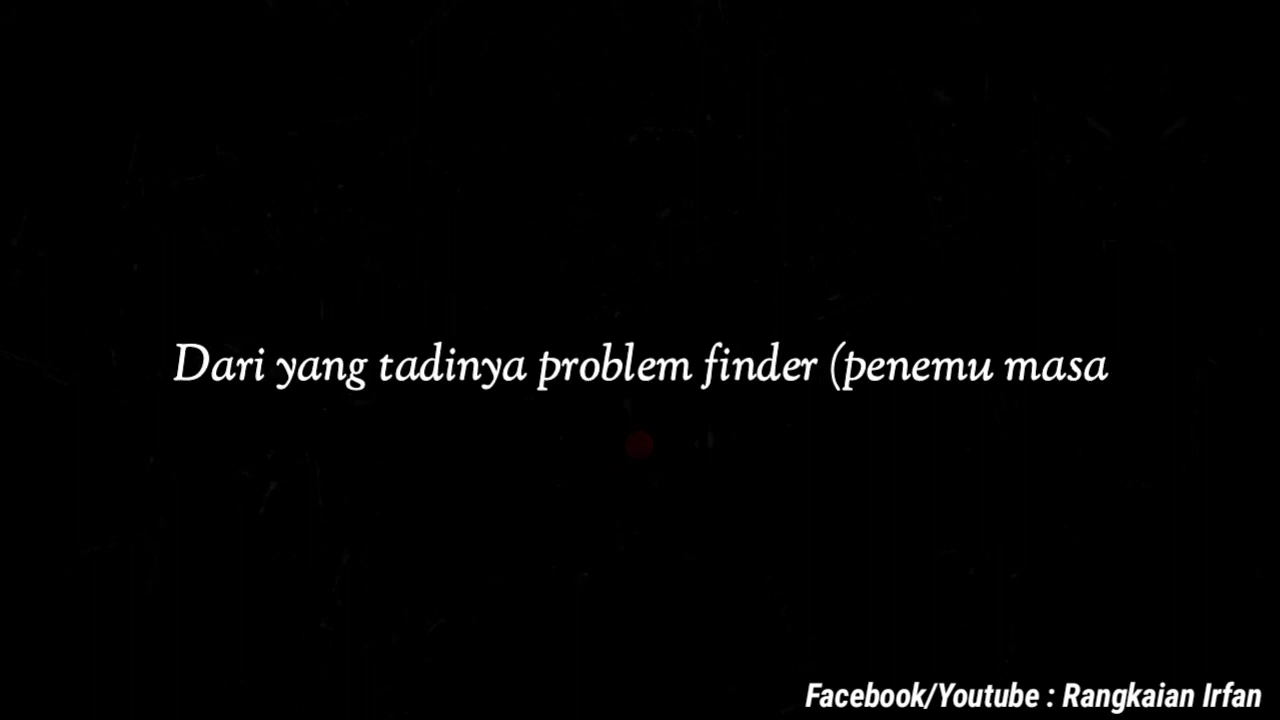 Dari yang tadinya problem finder (penemu masa
Facebook/Youtube : Rangkaian Irfan